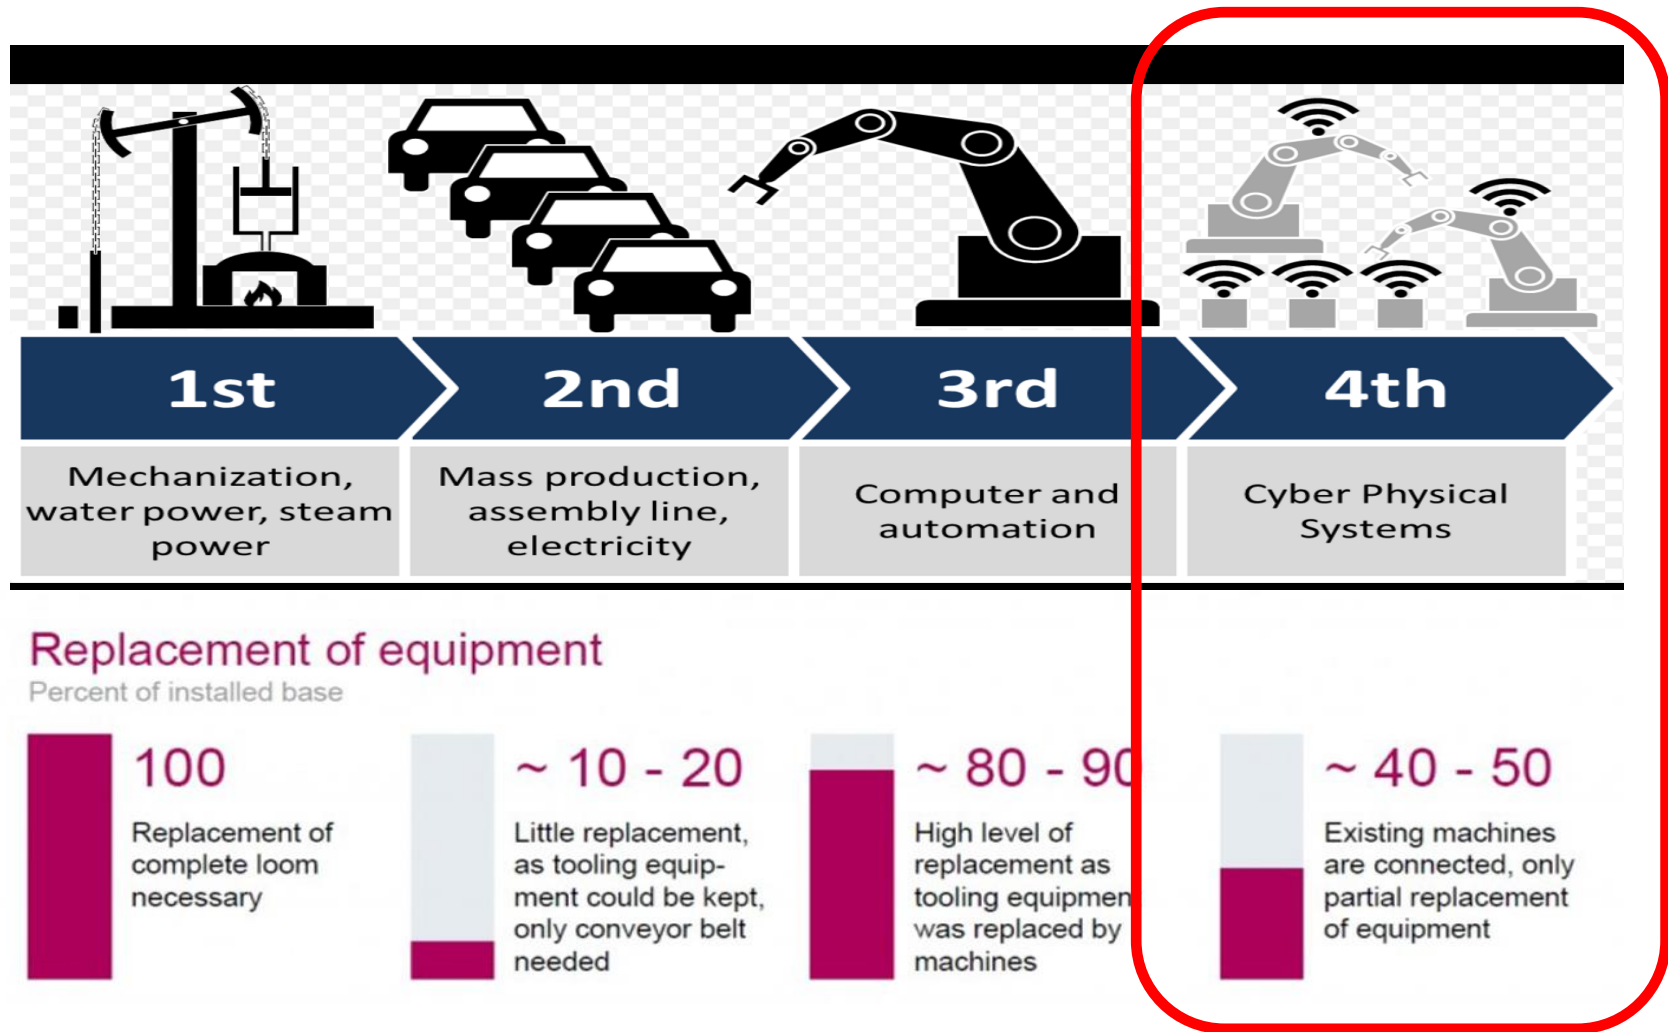 1st
2nd
3rd
4th
Mechanization,
water power, steam
power
Mass production,
assembly line,
electricity
Computer and
automation
Cyber Physical
Systems
Replacement of equipment
Percent of installed base
100
Replacement of
complete loom
necessary
~ 10 - 20
Little replacement,
as tooling equip-
ment could be kept,
only conveyor belt
needed
~ 80 - 90
High level of
replacement as
tooling equipmen
was replaced by
machines
~ 40 - 50
Existing machines
are connected, only
partial replacement
of equipment